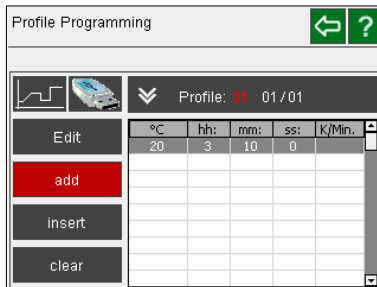 Profile Programming
?
Profile: 01 01/01
Edit
°C hh: mm: ss: K/Min.
20 3 10 0
add
insert
clear